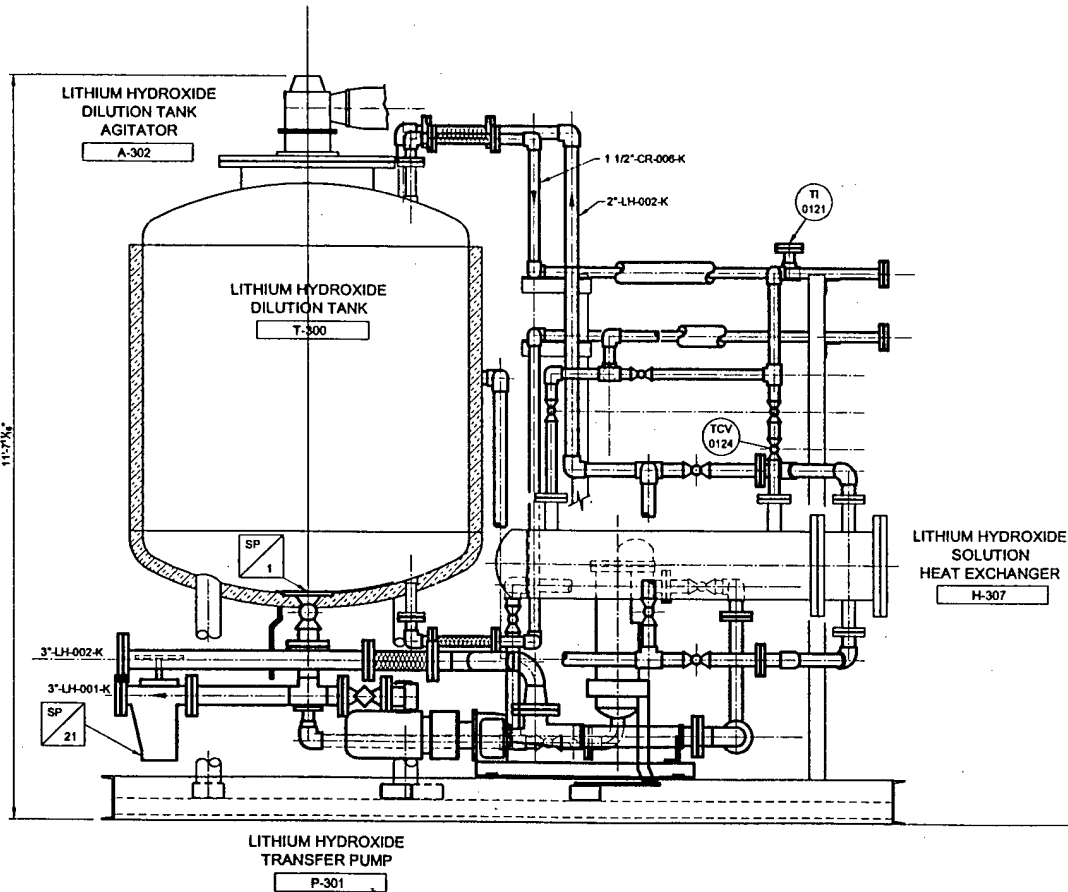 LITHIUM HYDROXIDE
DILUTION TANK
AGITATOR
A-302
1 1/2"-CR-006-K
2"-LH-002-K
TI
0121
LITHIUM HYDROXIDE
DILUTION TANK
T-300
TCV
0124
SP
1
LITHIUM HYDROXIDE
SOLUTION
HEAT EXCHANGER
H-307
3"-LH-002-K
3"-LH-001-K
SP
21
LITHIUM HYDROXIDE
TRANSFER PUMP
P-301